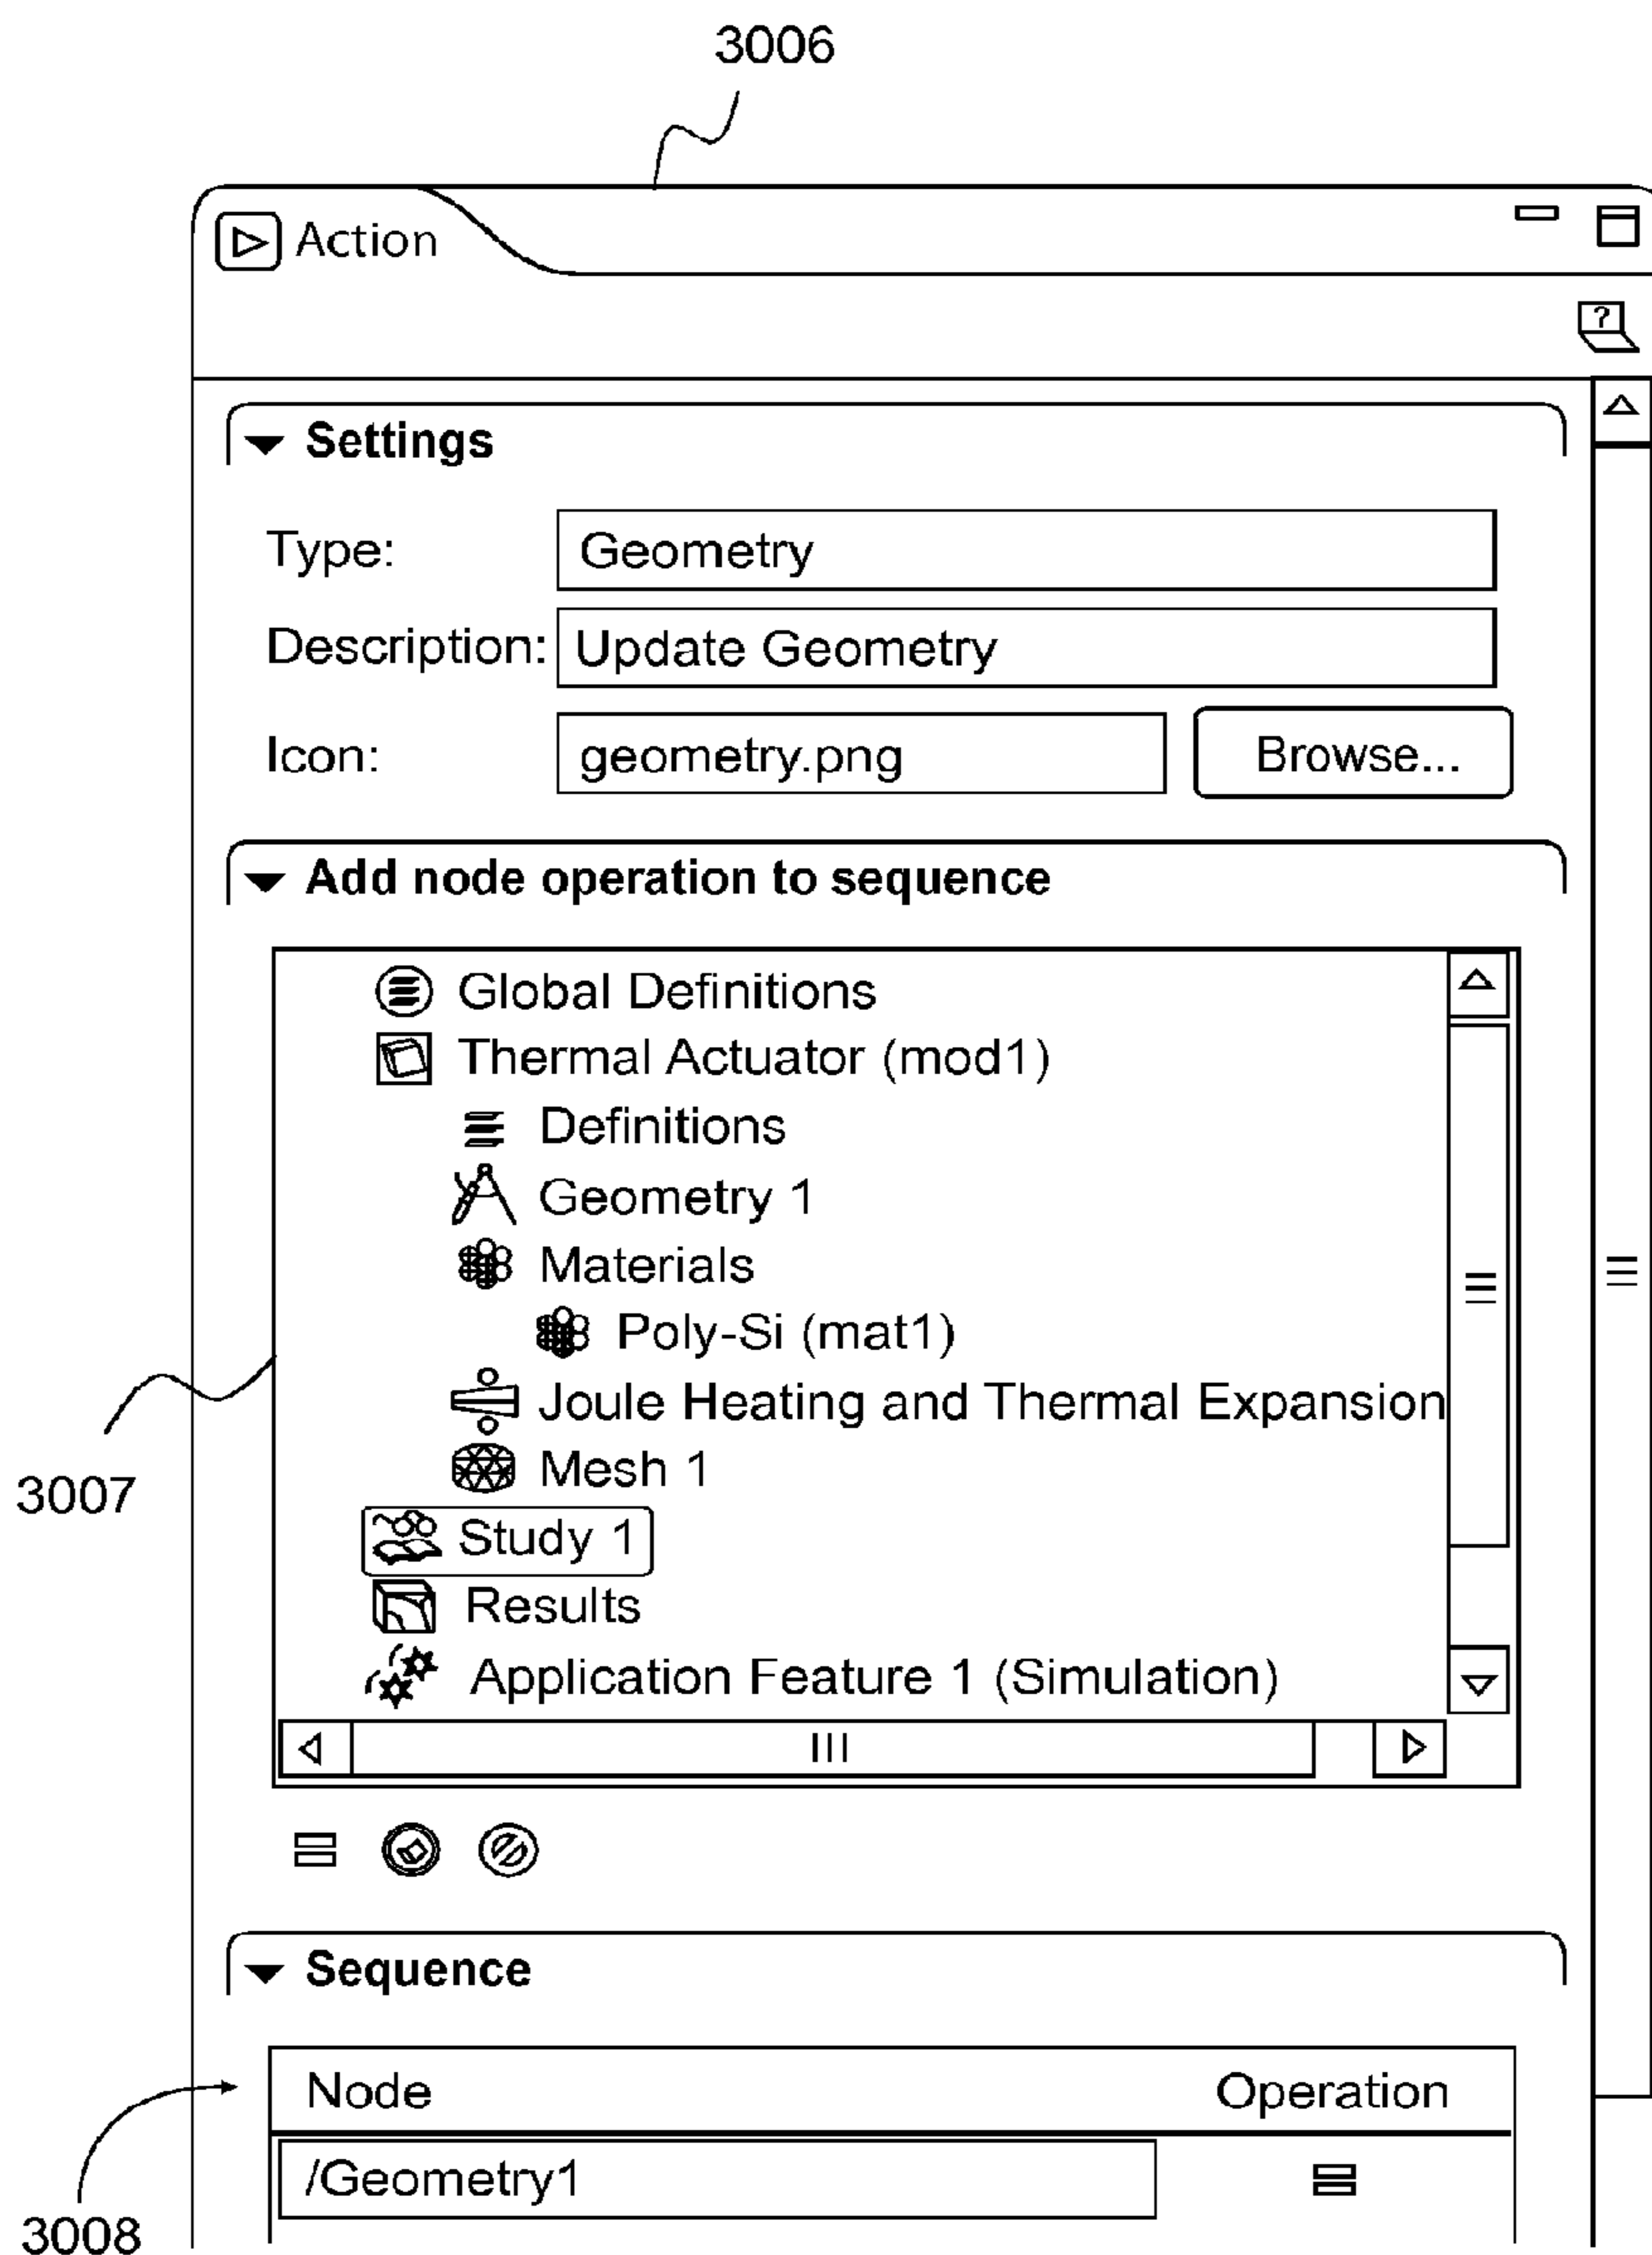 3006
Action
?
Settings
Type: Geometry
Description: Update Geometry
Icon: geometry.png Browse...
Add node operation to sequence
Global Definitions
Thermal Actuator (mod1)
Definitions
Geometry 1
Materials
Poly-Si (mat1)
Joule Heating and Thermal Expansion
Mesh 1
3007
Study 1
Results
Application Feature 1 (Simulation)
Sequence
Node Operation
/Geometry1
3008